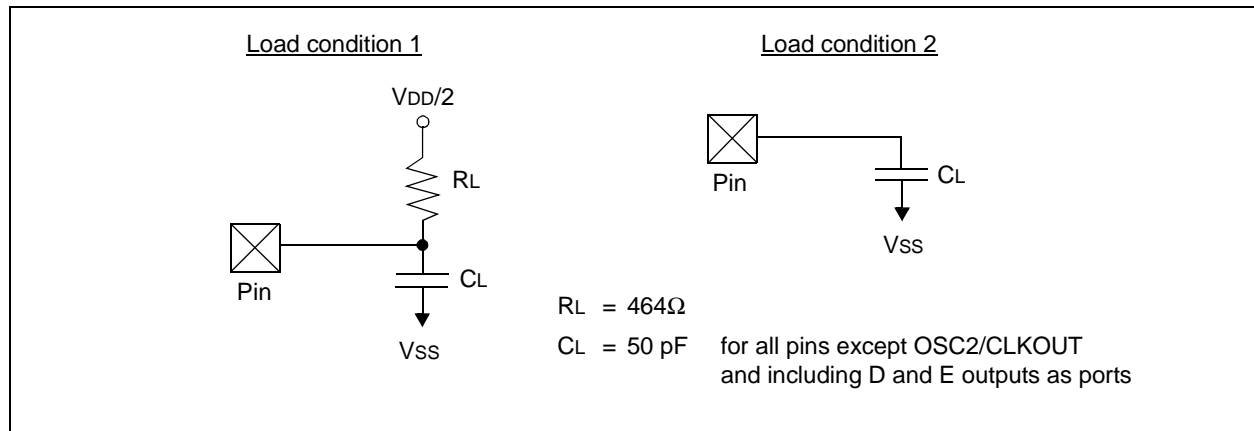 Load condition 1
VDD/2
RL
Pin
CL
VSS
Load condition 2
Pin
CL
VSS
RL = 464Ω
CL = 50 pF for all pins except OSC2/CLKOUT
and including D and E outputs as ports